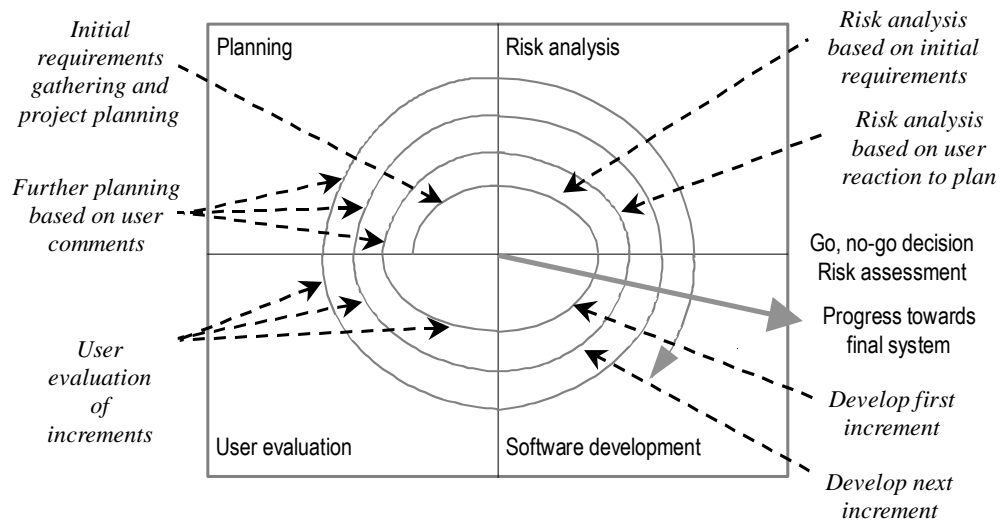 Initial
requirements
gathering and
project planning
Planning
Risk analysis
Risk analysis
based on initial
requirements
Risk analysis
based on user
reaction to plan
Further planning
based on user
comments
Go, no-go decision
Risk assessment
Progress towards
final system
User
evaluation
of
increments
User evaluation
Software development
Develop first
increment
Develop next
increment